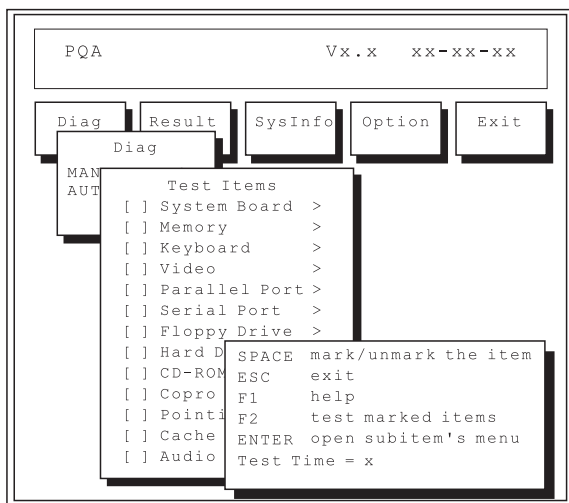 PQA Vx.x xx-xx-xx
Diag Result SysInfo Option Exit
Diag
MAN
AUT
Test Items
[ ] System Board >
[ ] Memory >
[ ] Keyboard >
[ ] Video >
[ ] Parallel Port >
[ ] Serial Port >
[ ] Floppy Drive >
[ ] Hard D
[ ] CD-ROM
[ ] Copro
[ ] Pointi
[ ] Cache
[ ] Audio
SPACE mark/unmark the item
ESC exit
F1 help
F2 test marked items
ENTER open subitem's menu
Test Time = x